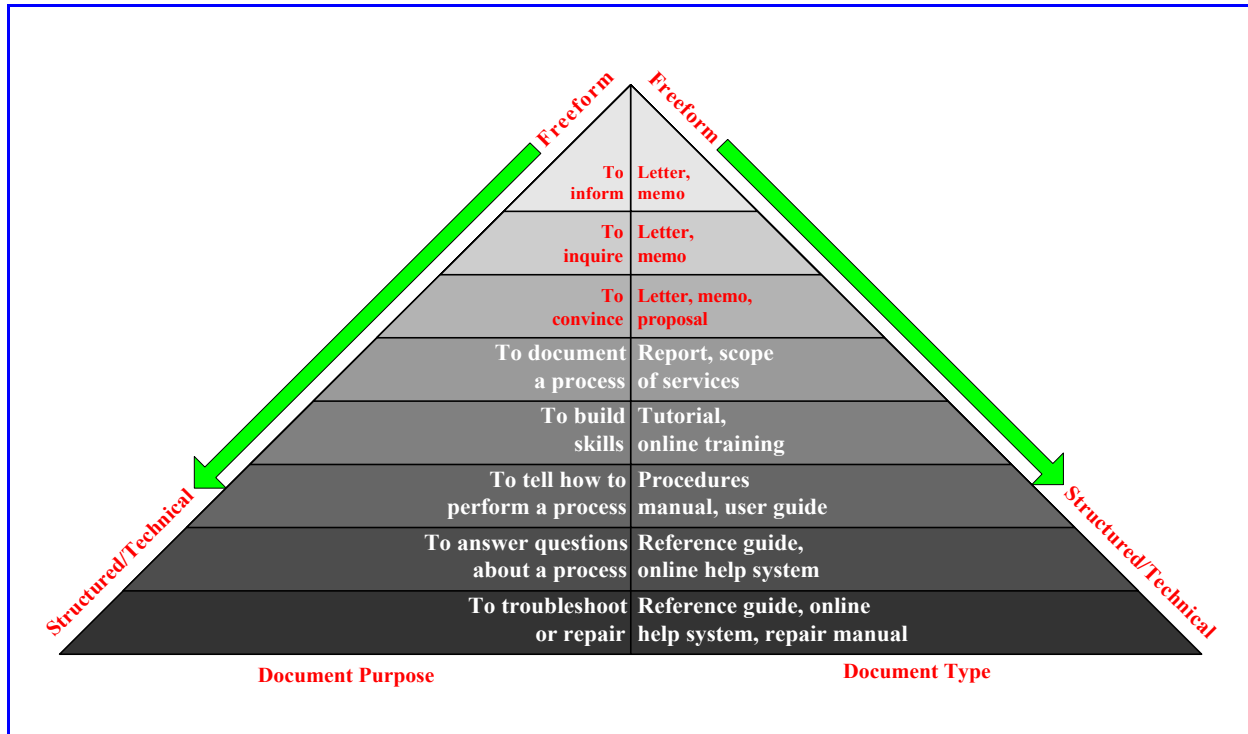 Freeform
Freeform
To
inform
Letter,
memo
To
inquire
Letter,
memo
To
convince
Letter, memo,
proposal
To document
a process
Report, scope
of services
To build
skills
Tutorial,
online training
To tell how to
perform a process
Procedures
manual, user guide
To answer questions
about a process
Reference guide,
online help system
To troubleshoot
or repair
Reference guide, online
help system, repair manual
Structured/Technical
Structured/Technical
Document Purpose
Document Type